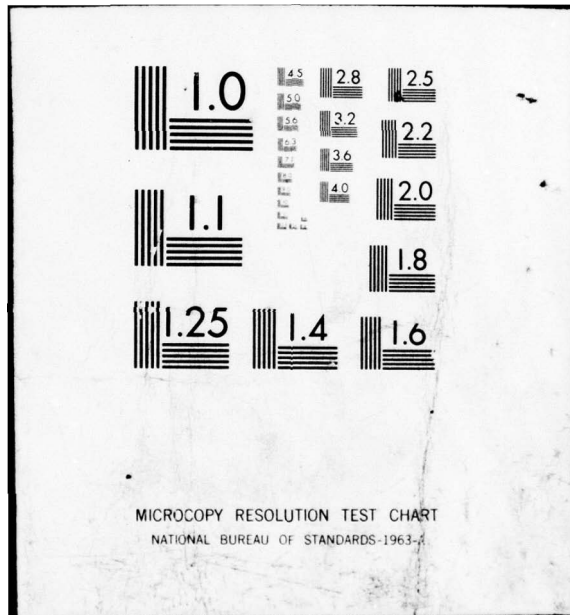 1.0
4.5 2.8 2.5
5.0
5.6 3.2 2.2
6.3 3.6
4.0 2.0
1.1
1.8
1.25 1.4 1.6
MICROCOPY RESOLUTION TEST CHART
NATIONAL BUREAU OF STANDARDS-1963-A